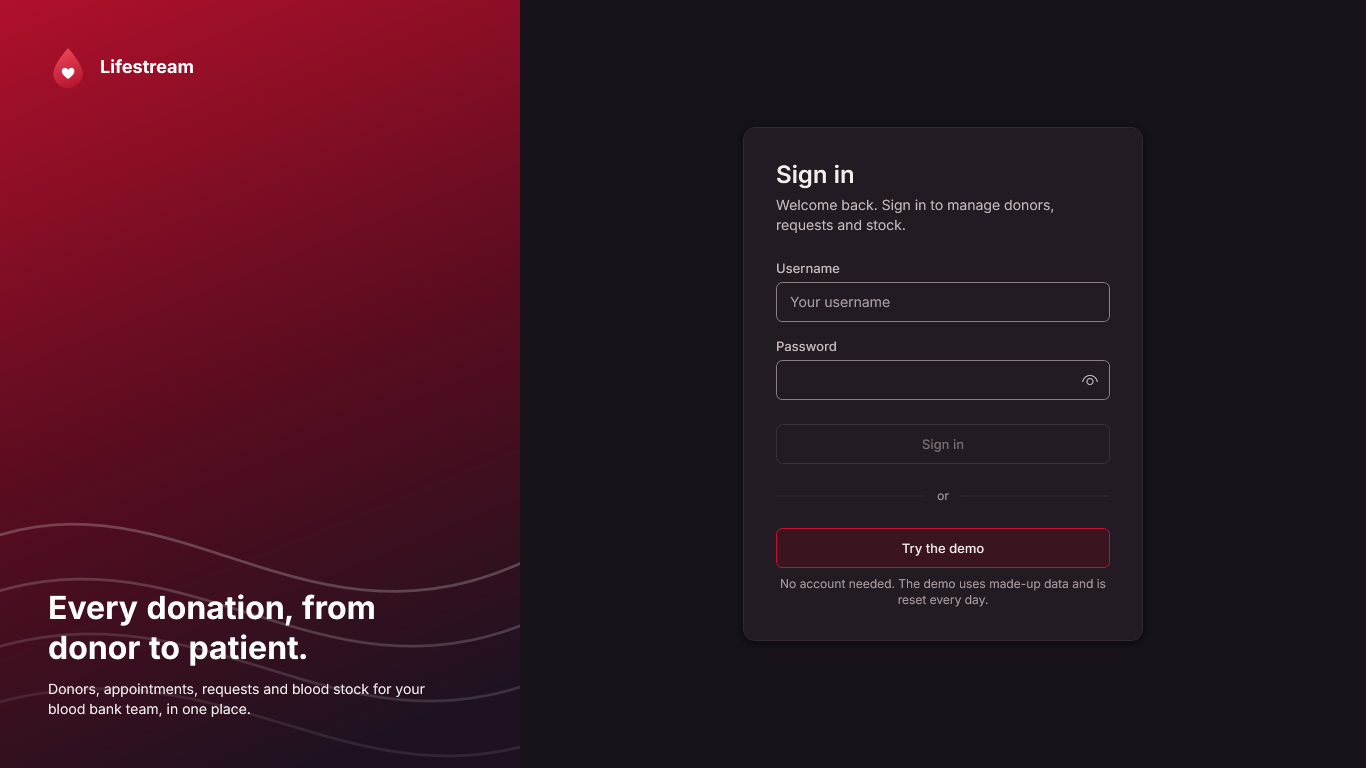 Lifestream
Every donation, from
donor to patient.
Donors, appointments, requests and blood stock for your
blood bank team, in one place.
Sign in
Welcome back. Sign in to manage donors,
requests and stock.
Username
Your username
Password
Sign in
or
Try the demo
No account needed. The demo uses made-up data and is
reset every day.